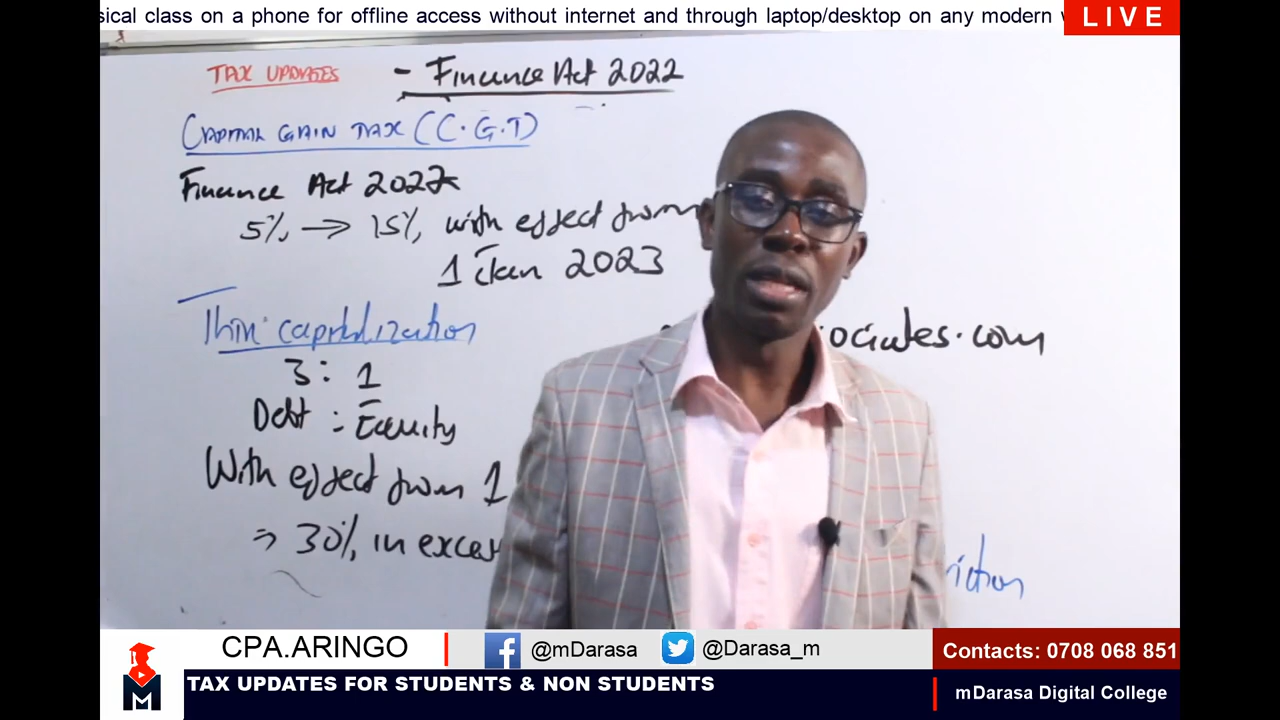 sical class on a phone for offline access without internet and through laptop/desktop on any modern
LIVE
TAX UPDATES - Finance Act 2022
CAPITAL GAIN TAX (C.G.T)
Finance Act 2022
5% → 15% with effect from
1 Jan 2023
Thin capitalization
3 : 1
Debt : Equity
With effect from 1
⇒ 30% in exces
ociates.com
iction
CPA.ARINGO
@mDarasa
@Darasa_m
Contacts: 0708 068 851
M
TAX UPDATES FOR STUDENTS & NON STUDENTS
mDarasa Digital College